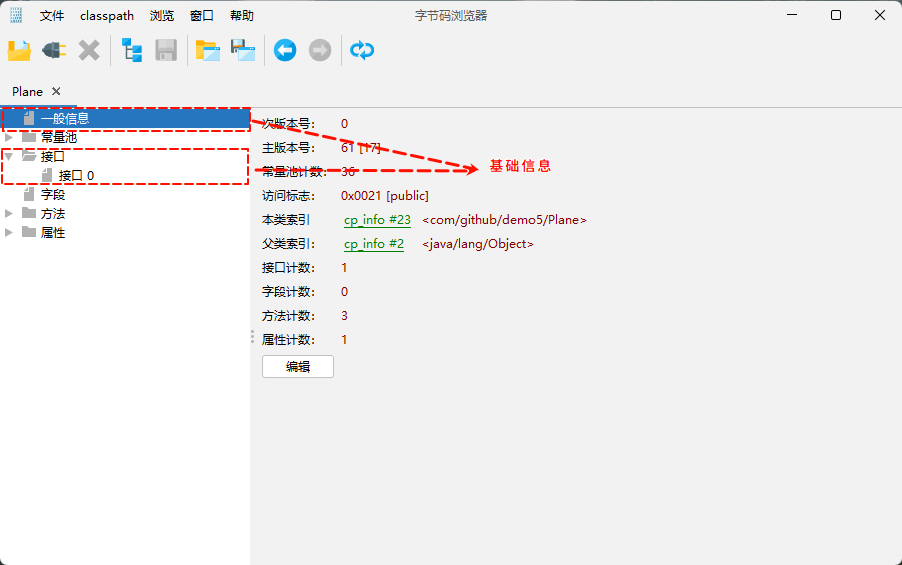 文件 classpath 浏览 窗口 帮助 字节码浏览器
Plane
一般信息
常量池
接口
接口 0
字段
方法
属性
次版本号： 0
主版本号： 61 [17]
常量池计数： 36
访问标志： 0x0021 [public]
本类索引 cp_info #23 <com/github/demo5/Plane>
父类索引： cp_info #2 <java/lang/Object>
接口计数： 1
字段计数： 0
方法计数： 3
属性计数： 1
编辑
基础信息